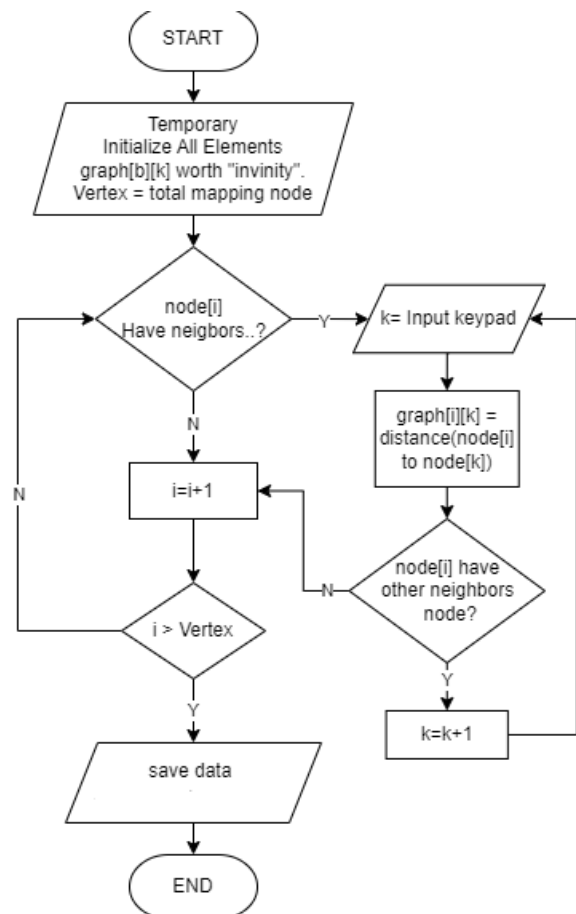 START
Temporary
Initialize All Elements
graph[b][k] worth "invinity".
Vertex = total mapping node
node[i]
Have neigbors..?
Y
k= Input keypad
N
graph[i][k] =
distance(node[i]
to node[k])
i=i+1
N
node[i] have
other neighbors
node?
N
i > Vertex
Y
k=k+1
Y
save data
END